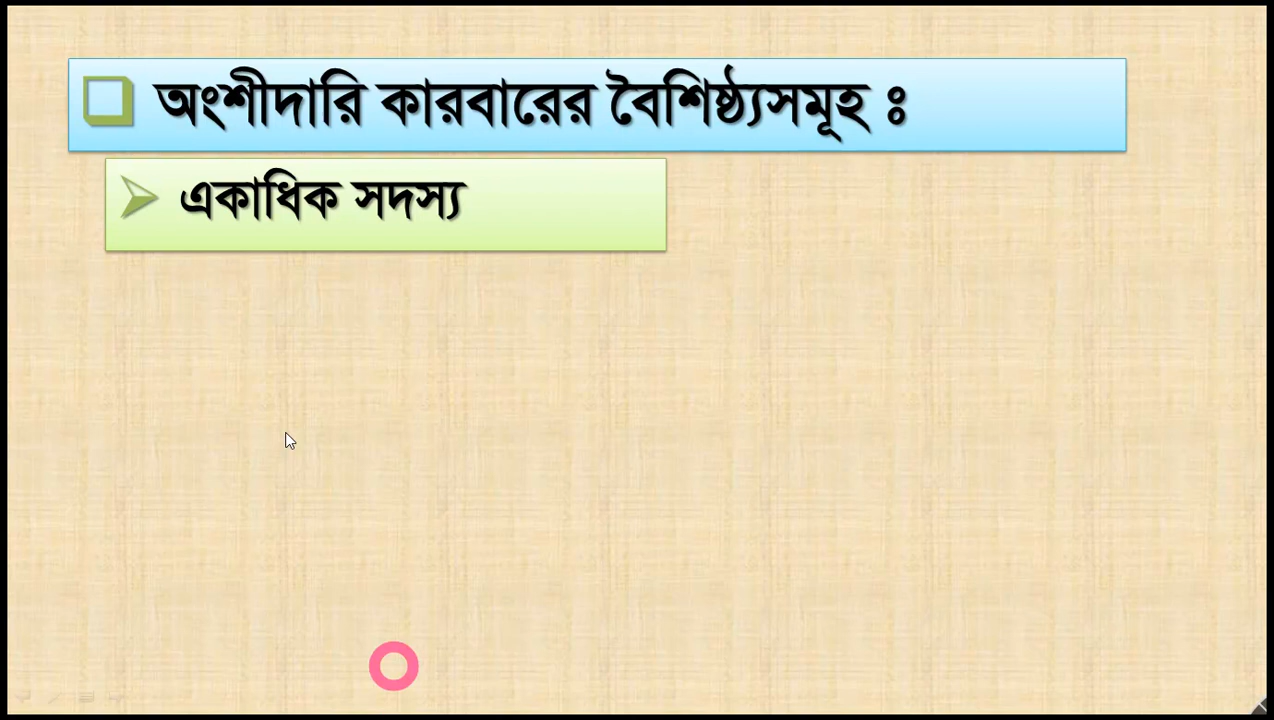 অংশীদারি কারবারের বৈশিষ্ঠ্যসমূহ ঃ
একাধিক সদস্য